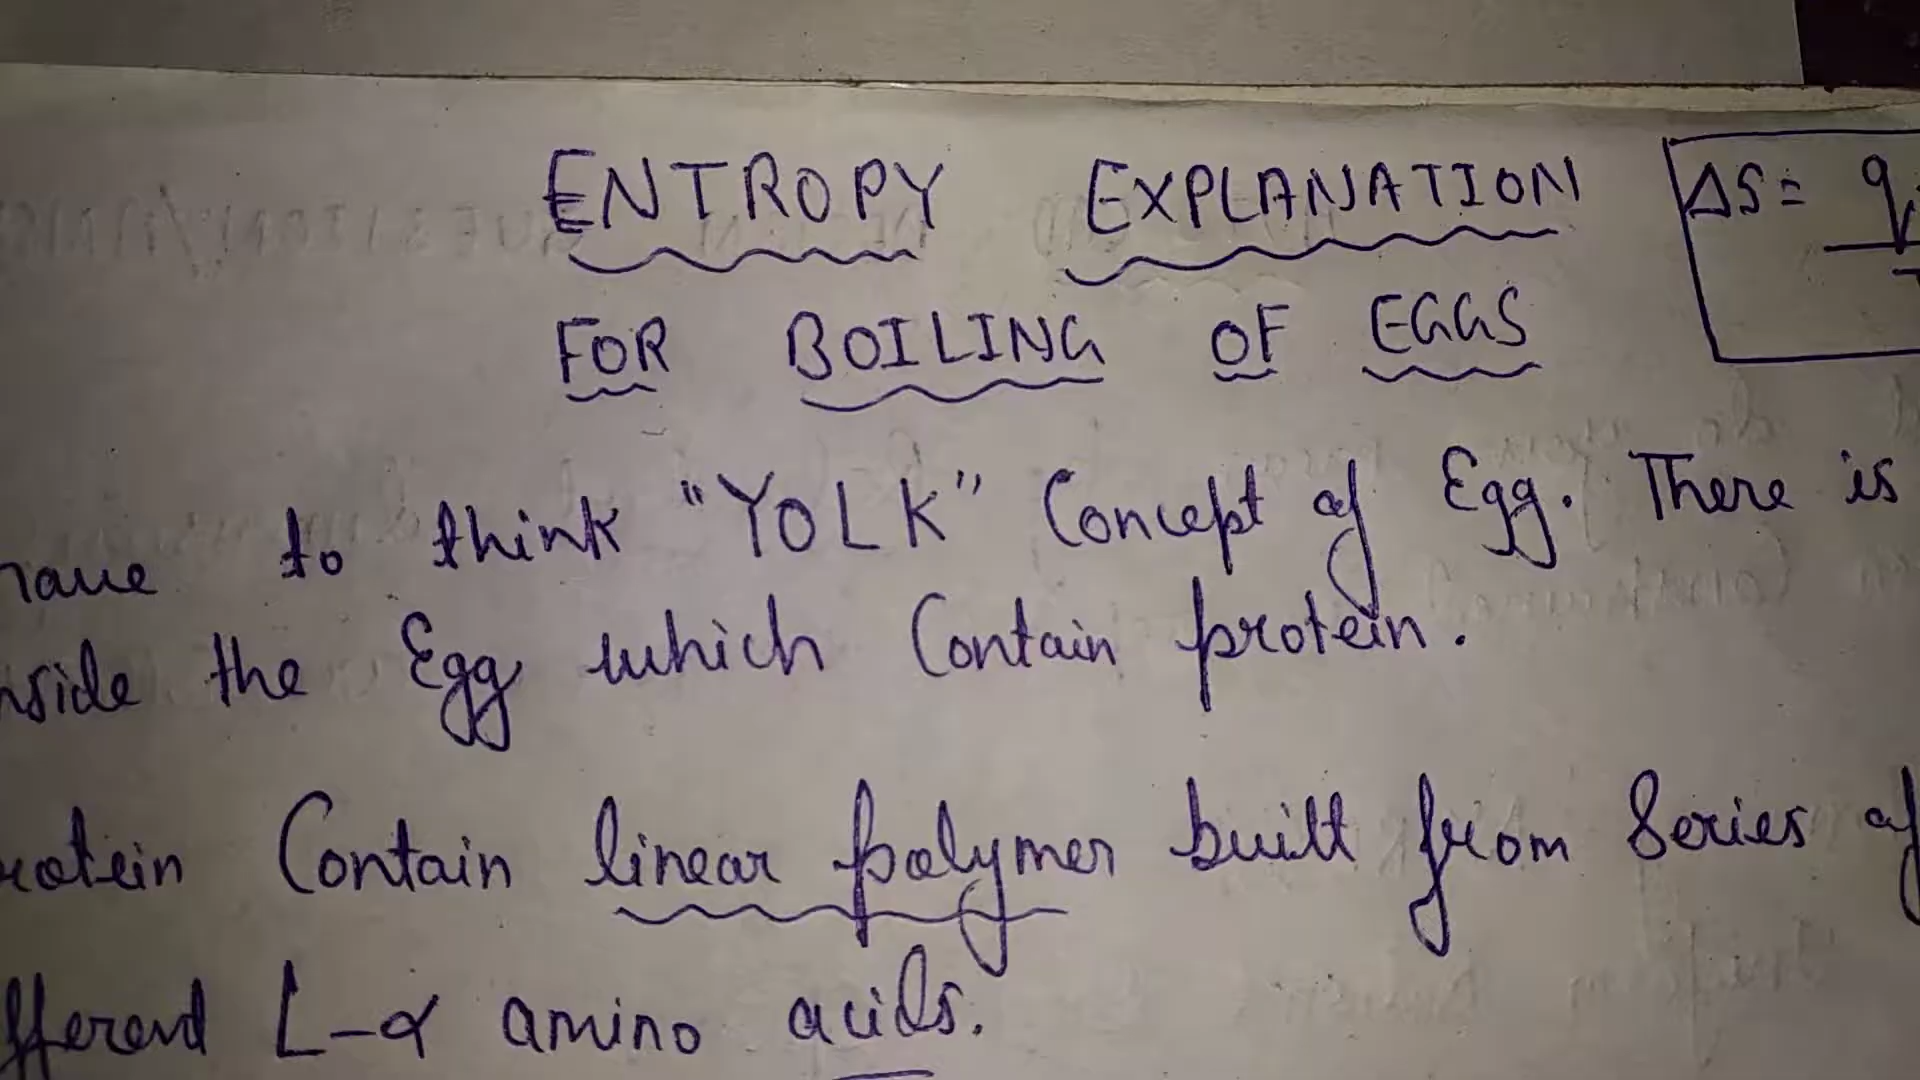 ENTROPY EXPLANATION
ΔS = q
FOR BOILING OF EGGS
to think "YOLK" Concept of Egg. There is
the Egg which Contain protein.
Contain linear polymer built from Series of
L-α amino acids.